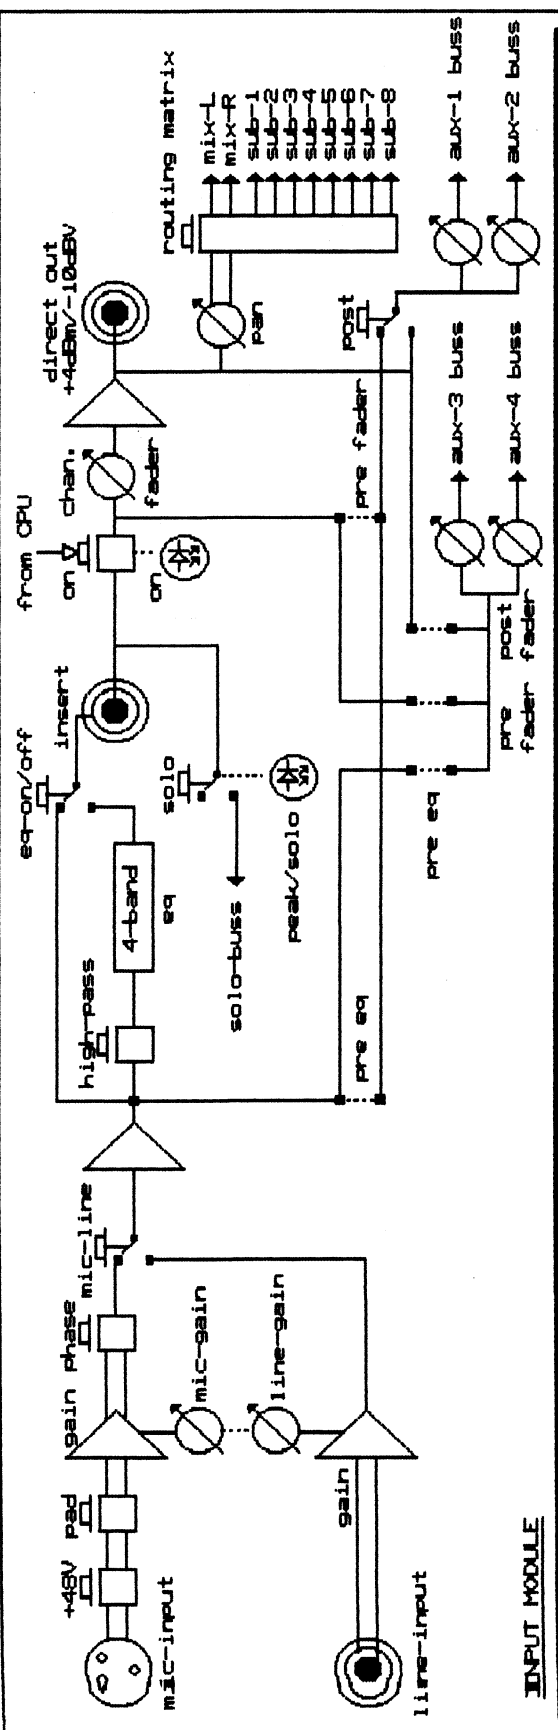 mic-input
+48V
pad
gain
phase
mic-line
mic-gain
line-gain
gain
line-input
high-pass
4-band
eq
eq-on/off
insert
solo
solo-buss
peak/solo
from CPU
on
on
chan.
fader
direct out
+4dBm/-10dBV
pan
routing matrix
mix-L
mix-R
sub-1
sub-2
sub-3
sub-4
sub-5
sub-6
sub-7
sub-8
pre eq
pre fader
post
pre eq
pre
fader
post
fader
aux-1 buss
aux-2 buss
aux-3 buss
aux-4 buss
INPUT MODULE